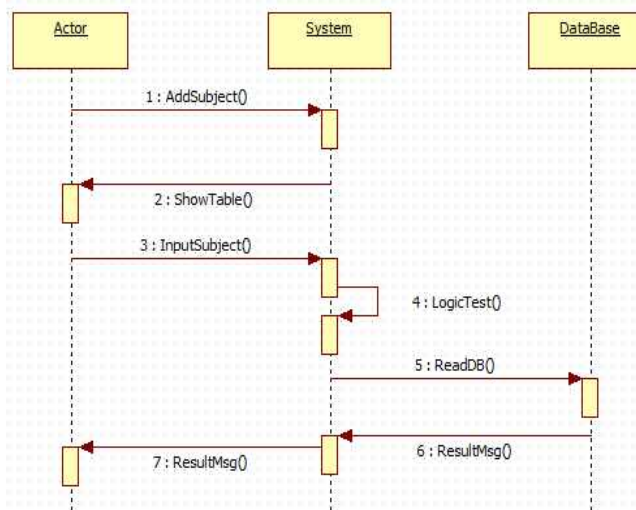 Actor
System
DataBase
1 : AddSubject()
2 : ShowTable()
3 : InputSubject()
4 : LogicTest()
5 : ReadDB()
6 : ResultMsg()
7 : ResultMsg()